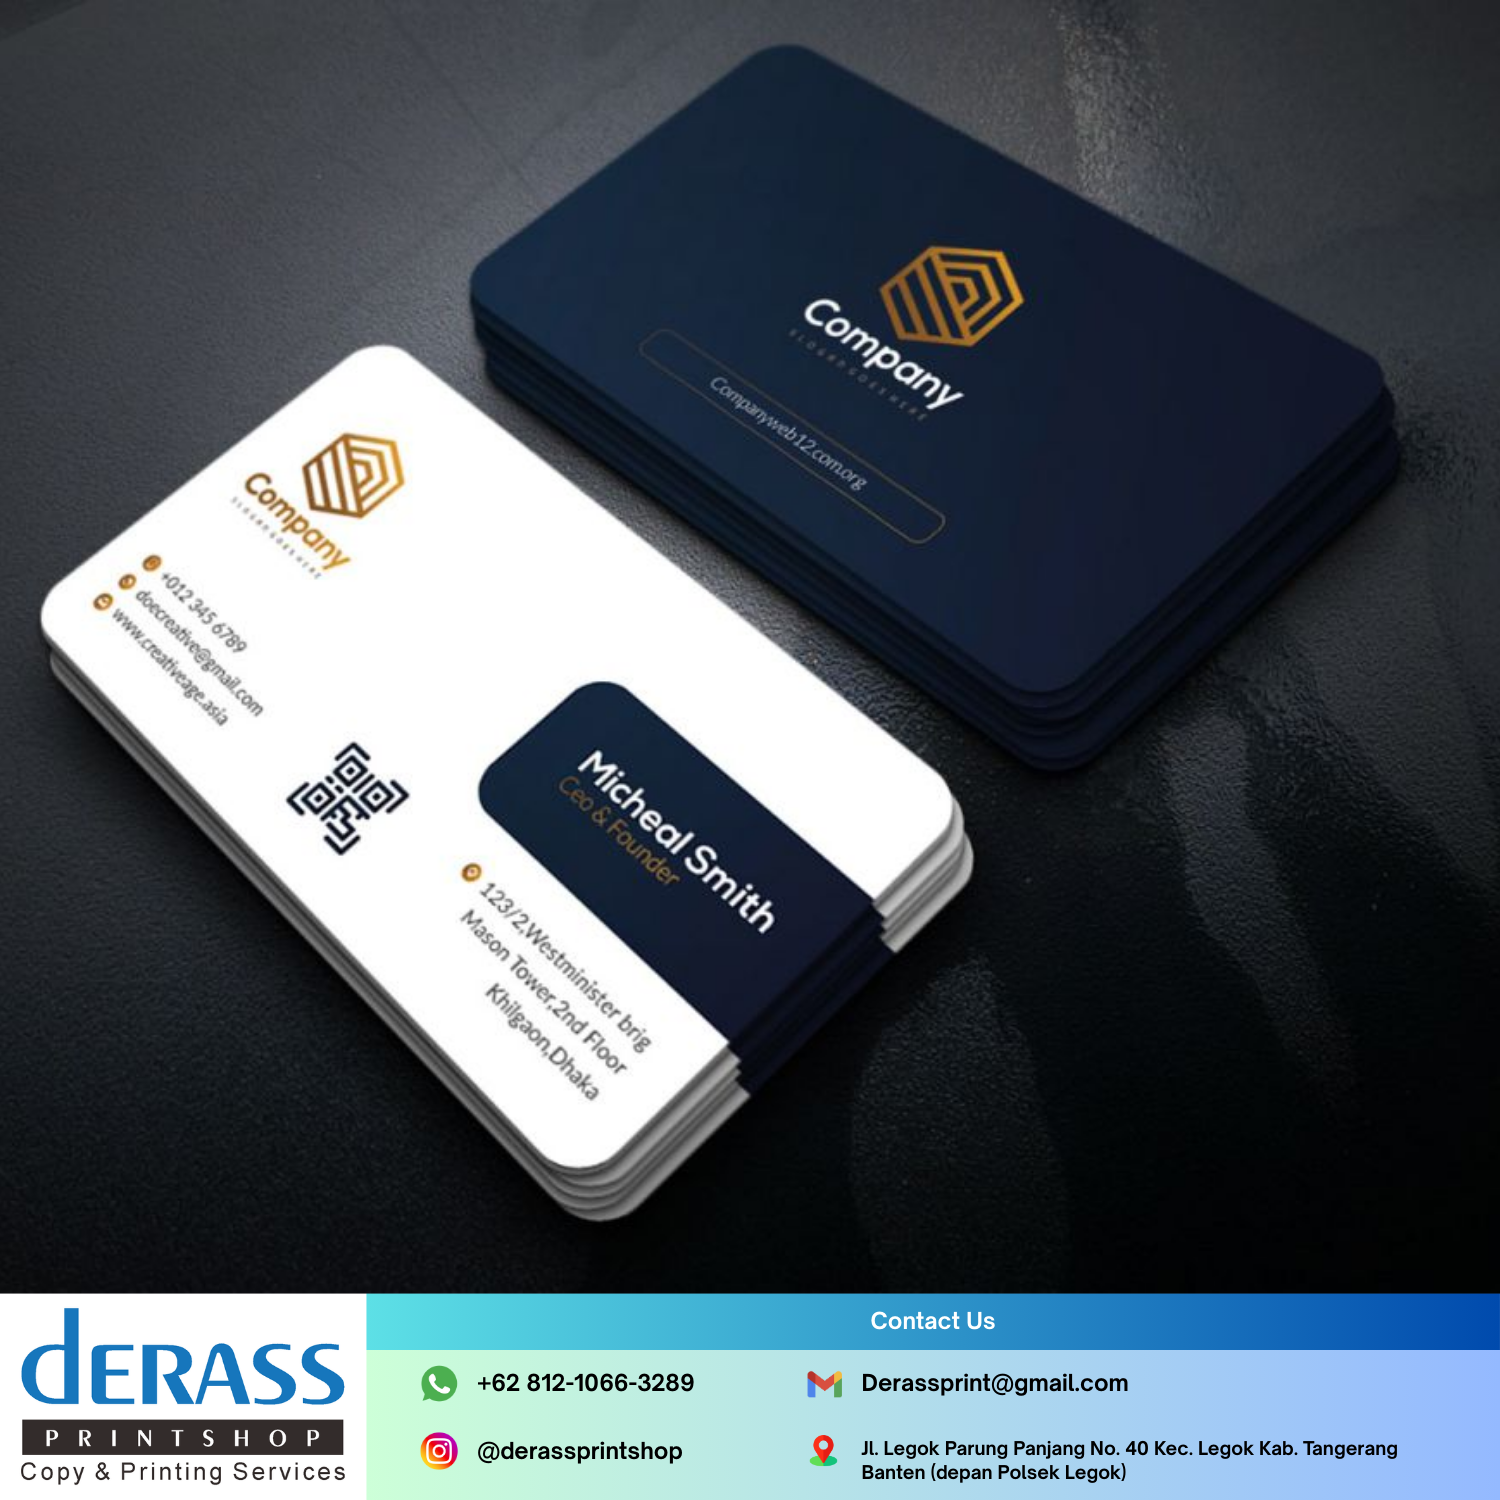 Company
SLOGANGOESHERE
Companyweb12.com.org
Company
SLOGANGOESHERE
+012 345 6789
doecreative@gmail.com
www.creativeage.asia
Micheal Smith
Ceo & Founder
123/2,Westminister brig
Mason Tower,2nd Floor
Khilgaon,Dhaka
dERASS
PRINTSHOP
Copy & Printing Services
Contact Us
+62 812-1066-3289
Derassprint@gmail.com
@derassprintshop
Jl. Legok Parung Panjang No. 40 Kec. Legok Kab. Tangerang
Banten (depan Polsek Legok)